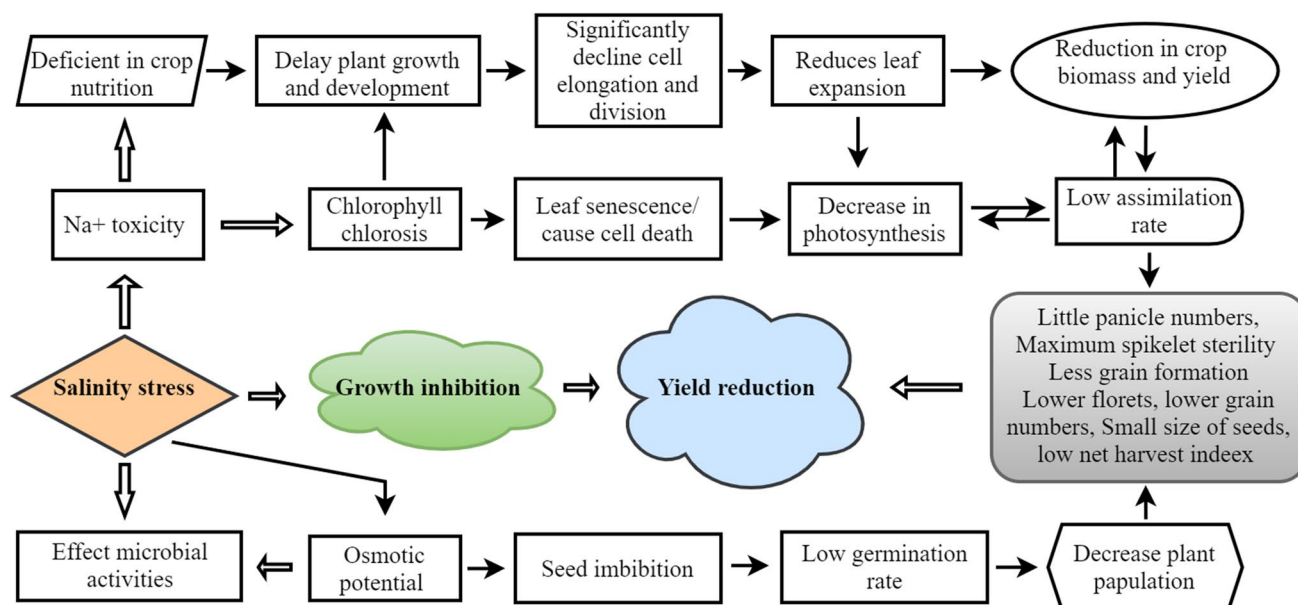 Deficient in crop
nutrition
Delay plant growth
and development
Significantly
decline cell
elongation and
division
Reduces leaf
expansion
Reduction in crop
biomass and yield
Na+ toxicity
Chlorophyll
chlorosis
Leaf senescence/
cause cell death
Decrease in
photosynthesis
Low assimilation
rate
Salinity stress
Growth inhibition
Yield reduction
Little panicle numbers,
Maximum spikelet sterility
Less grain formation
Lower florets, lower grain
numbers, Small size of seeds,
low net harvest indeex
Effect microbial
activities
Osmotic
potential
Seed imbibition
Low germination
rate
Decrease plant
papulation